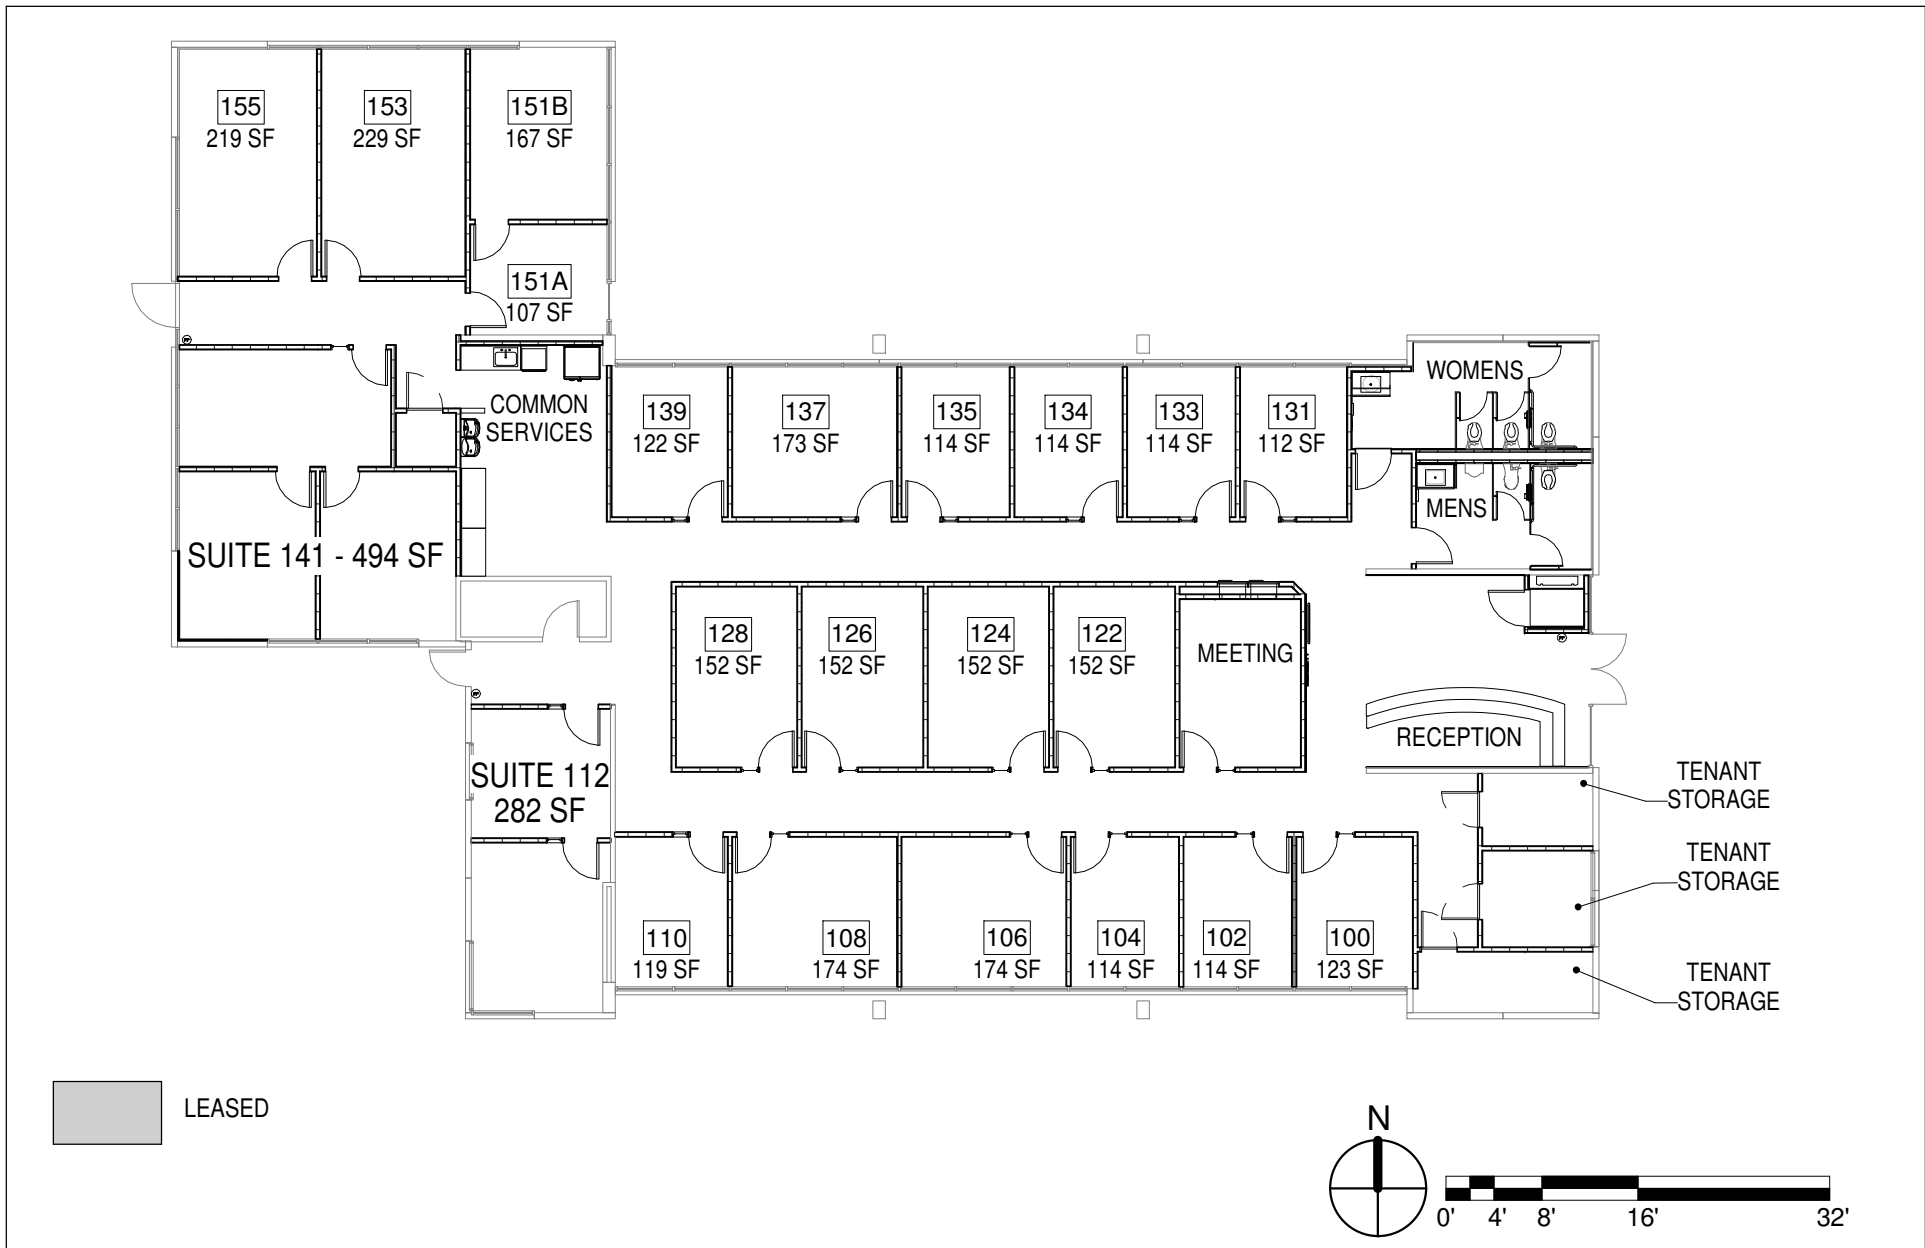 155
219 SF
153
229 SF
151B
167 SF
151A
107 SF
COMMON
SERVICES
139
122 SF
137
173 SF
135
114 SF
134
114 SF
133
114 SF
131
112 SF
WOMENS
MENS
SUITE 141 - 494 SF
128
152 SF
126
152 SF
124
152 SF
122
152 SF
MEETING
RECEPTION
SUITE 112
282 SF
TENANT
STORAGE
TENANT
STORAGE
TENANT
STORAGE
110
119 SF
108
174 SF
106
174 SF
104
114 SF
102
114 SF
100
123 SF
LEASED
N
0' 4' 8' 16' 32'